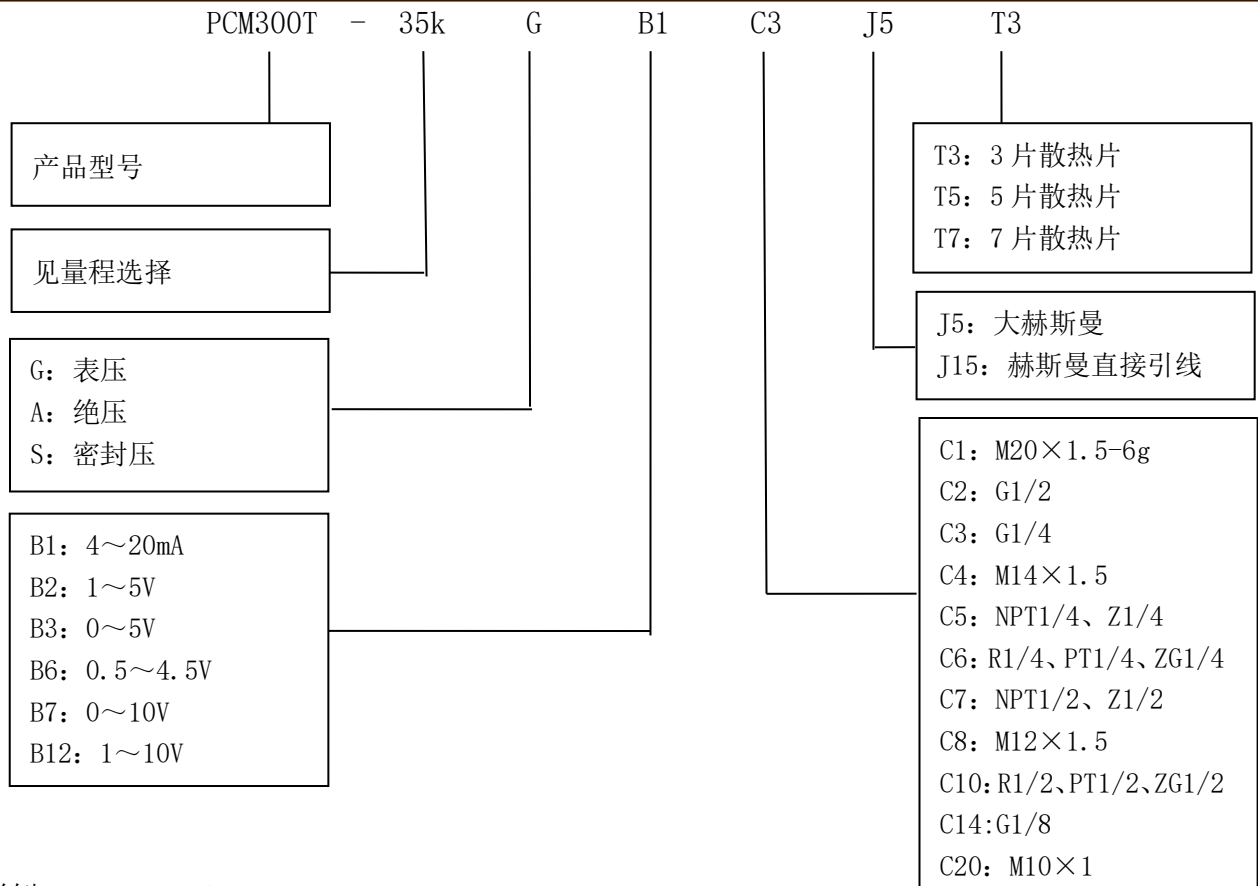 PCM300T - 35k G B1 C3 J5 T3
产品型号
见量程选择
G：表压
A：绝压
S：密封压
B1：4～20mA
B2：1～5V
B3：0～5V
B6：0.5～4.5V
B7：0～10V
B12：1～10V
T3：3 片散热片
T5：5 片散热片
T7：7 片散热片
J5：大赫斯曼
J15：赫斯曼直接引线
C1：M20×1.5-6g
C2：G1/2
C3：G1/4
C4：M14×1.5
C5：NPT1/4、Z1/4
C6：R1/4、PT1/4、ZG1/4
C7：NPT1/2、Z1/2
C8：M12×1.5
C10：R1/2、PT1/2、ZG1/2
C14:G1/8
C20：M10×1